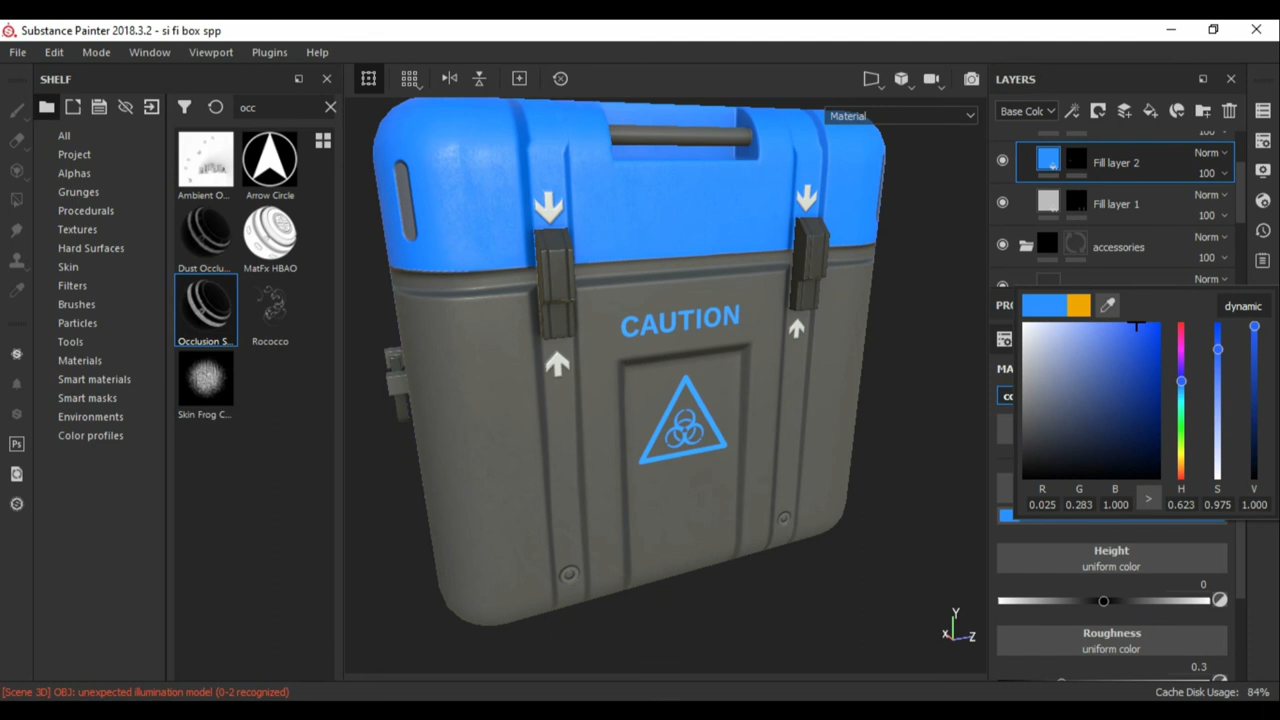 Substance Painter 2018.3.2 - si fi box spp
File Edit Mode Window Viewport Plugins Help
SHELF
occ
All
Project
Alphas
Grunges
Procedurals
Textures
Hard Surfaces
Skin
Filters
Brushes
Particles
Tools
Materials
Smart materials
Smart masks
Environments
Color profiles
Ambient O...
Arrow Circle
Dust Occlu...
MatFx HBAO
Occlusion S...
Rococco
Skin Frog C...
Ps
Material
CAUTION
Y
X Z
LAYERS
Base Colo
100
Norm
Fill layer 2
100
Norm
Fill layer 1
100
Norm
accessories
100
Norm
PR
dynamic
MA
co
R G B > H S V
0.025 0.283 1.000 0.623 0.975 1.000
Height
uniform color
0
Roughness
uniform color
0.3
[Scene 3D] OBJ: unexpected illumination model (0-2 recognized)
Cache Disk Usage: 84%